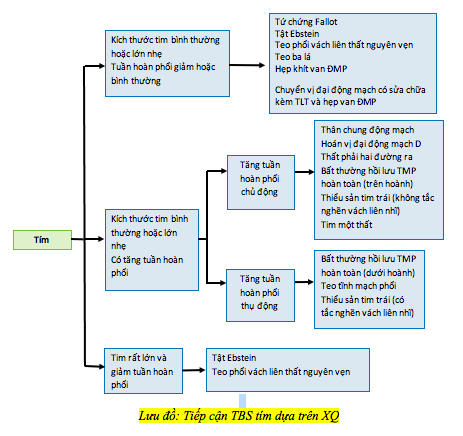 Tím
Kích thước tim bình thường
hoặc lớn nhẹ
Tuần hoàn phổi giảm hoặc
bình thường
Tứ chứng Fallot
Tật Ebstein
Teo phổi vách liên thất nguyên vẹn
Teo ba lá
Hẹp khít van ĐMP
Chuyển vị đại động mạch có sửa chữa
kèm TLT và hẹp van ĐMP
Kích thước tim bình
thường hoặc lớn
nhẹ
Có tăng tuần hoàn
phổi
Tăng tuần
hoàn phổi
chủ động
Thân chung động mạch
Hoán vị đại động mạch D
Thất phải hai đường ra
Bất thường hồi lưu TMP
hoàn toàn (trên hoành)
Thiểu sản tim trái (không tắc
nghẽn vách liên nhĩ)
Tim một thất
Tăng tuần
hoàn phổi
thụ động
Bất thường hồi lưu TMP
hoàn toàn (dưới hoành)
Teo tĩnh mạch phổi
Thiểu sản tim trái (có
tắc nghẽn vách liên nhĩ)
Tim rất lớn và
giảm tuần hoàn
phổi
Tật Ebstein
Teo phổi vách liên thất nguyên vẹn
Lưu đồ: Tiếp cận TBS tím dựa trên XQ